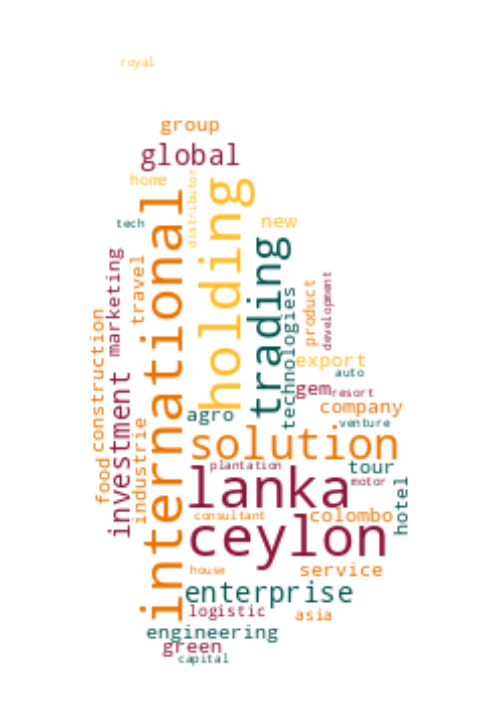 royal
group
global
home
distributor
international
holding
tech
new
trading
marketing
travel
technologies
product
development
construction
export
auto
investment
gem
resort
company
agro
venture
industrie
solution
food
plantation
tour
lanka
motor
hotel
consultant
colombo
ceylon
house
service
enterprise
logistic
asia
engineering
green
capital